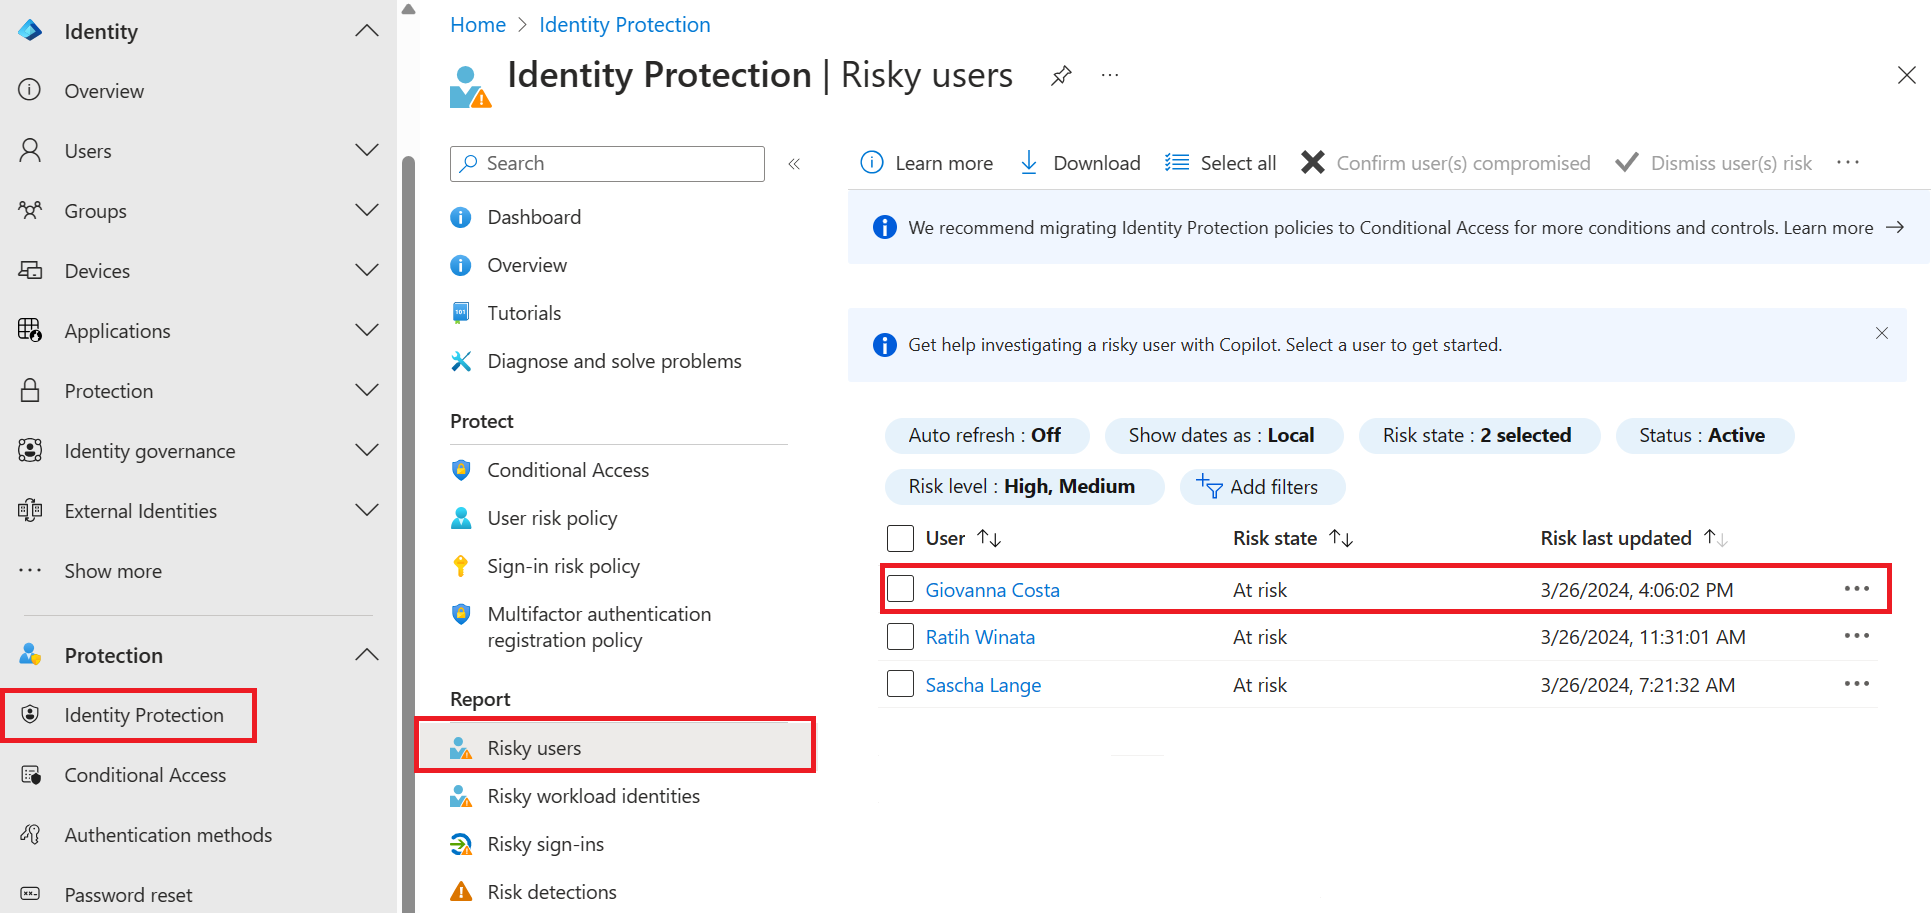 Identity
Overview
Users
Groups
Devices
Applications
Protection
Identity governance
External Identities
Show more
Protection
Identity Protection
Conditional Access
Authentication methods
Password reset
Home > Identity Protection
Identity Protection | Risky users
Search
Dashboard
Overview
Tutorials
Diagnose and solve problems
Protect
Conditional Access
User risk policy
Sign-in risk policy
Multifactor authentication
registration policy
Report
Risky users
Risky workload identities
Risky sign-ins
Risk detections
Learn more Download Select all Confirm user(s) compromised Dismiss user(s) risk
We recommend migrating Identity Protection policies to Conditional Access for more conditions and controls. Learn more →
Get help investigating a risky user with Copilot. Select a user to get started.
Auto refresh : Off Show dates as : Local Risk state : 2 selected Status : Active
Risk level : High, Medium Add filters
User Risk state Risk last updated
Giovanna Costa At risk 3/26/2024, 4:06:02 PM
Ratih Winata At risk 3/26/2024, 11:31:01 AM
Sascha Lange At risk 3/26/2024, 7:21:32 AM